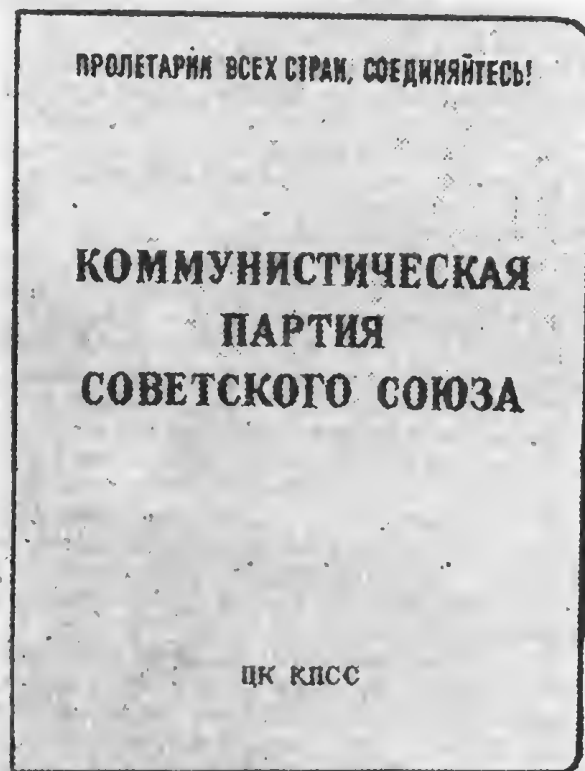 ПРОЛЕТАРИИ ВСЕХ СТРАН, СОЕДИНЯЙТЕСЬ!
КОММУНИСТИЧЕСКАЯ
ПАРТИЯ
СОВЕТСКОГО СОЮЗА
ЦК КПСС